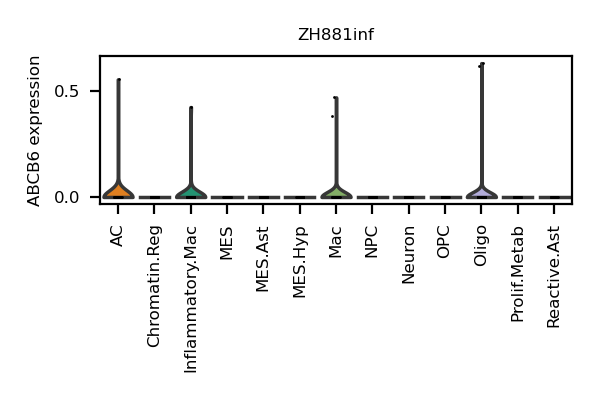 ZH881inf
ABCB6 expression
0.5
0.0
AC
Chromatin.Reg
Inflammatory.Mac
MES
MES.Ast
MES.Hyp
Mac
NPC
Neuron
OPC
Oligo
Prolif.Metab
Reactive.Ast